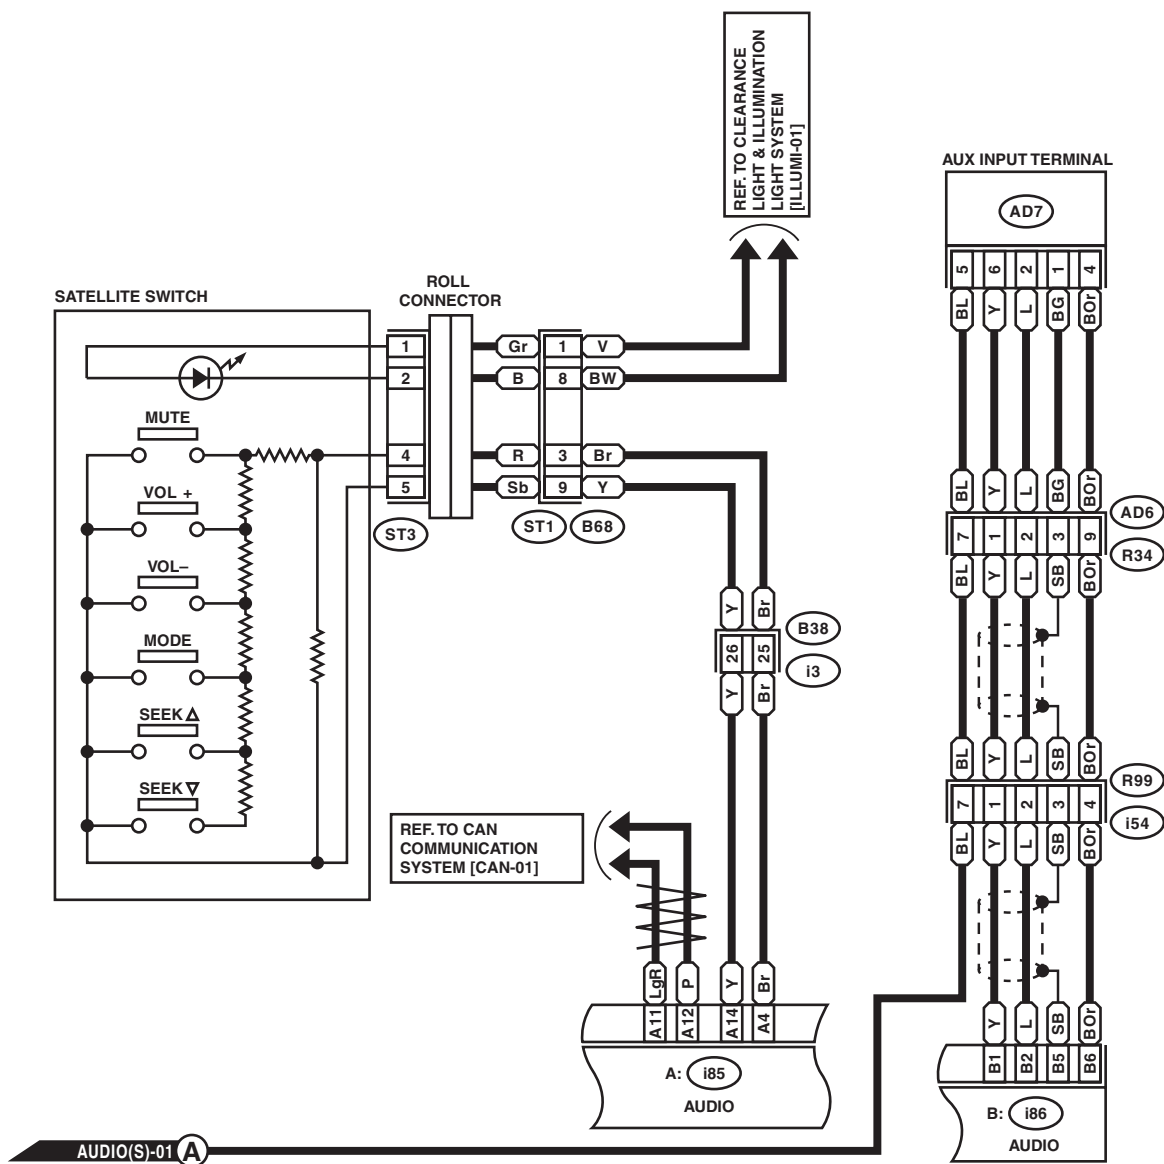 REF. TO CLEARANCE
LIGHT & ILLUMINATION
LIGHT SYSTEM
[ILLUMI-01]
AUX INPUT TERMINAL
AD7
5 6 2 1 4
BL Y L BG BOr
BL Y L BG BOr
AD6
7 1 2 3 9
R34
BL Y L SB BOr
BL Y L SB BOr
R99
7 1 2 3 4
i54
BL Y L SB BOr
Y L SB BOr
B1 B2 B5 B6
B: i86
AUDIO
SATELLITE SWITCH
ROLL
CONNECTOR
1 Gr 1 V
2 B 8 BW
MUTE
4 R 3 Br
5 Sb 9 Y
VOL +
ST3 ST1 B68
VOL–
MODE
SEEK △
SEEK ▽
Y Br
B38
26 25
i3
Y Br
REF. TO CAN
COMMUNICATION
SYSTEM [CAN-01]
LgR P Y Br
A11 A12 A14 A4
A: i85
AUDIO
AUDIO(S)-01 A